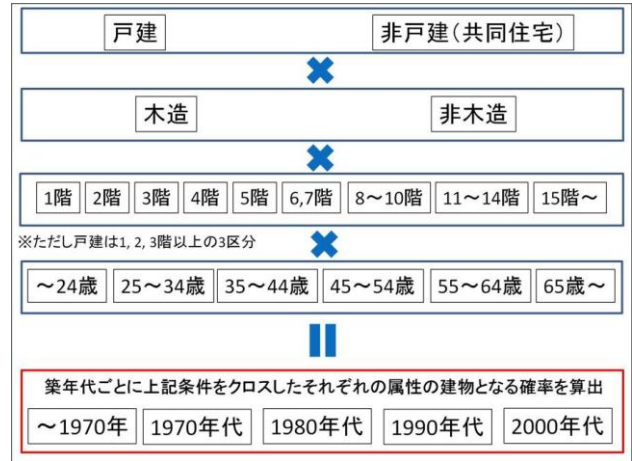 戸建 非戸建(共同住宅)
✖
木造 非木造
✖
1階 2階 3階 4階 5階 6,7階 8～10階 11～14階 15階～
※ただし戸建は1, 2, 3階以上の3区分
✖
～24歳 25～34歳 35～44歳 45～54歳 55～64歳 65歳～
築年代ごとに上記条件をクロスしたそれぞれの属性の建物となる確率を算出
～1970年 1970年代 1980年代 1990年代 2000年代